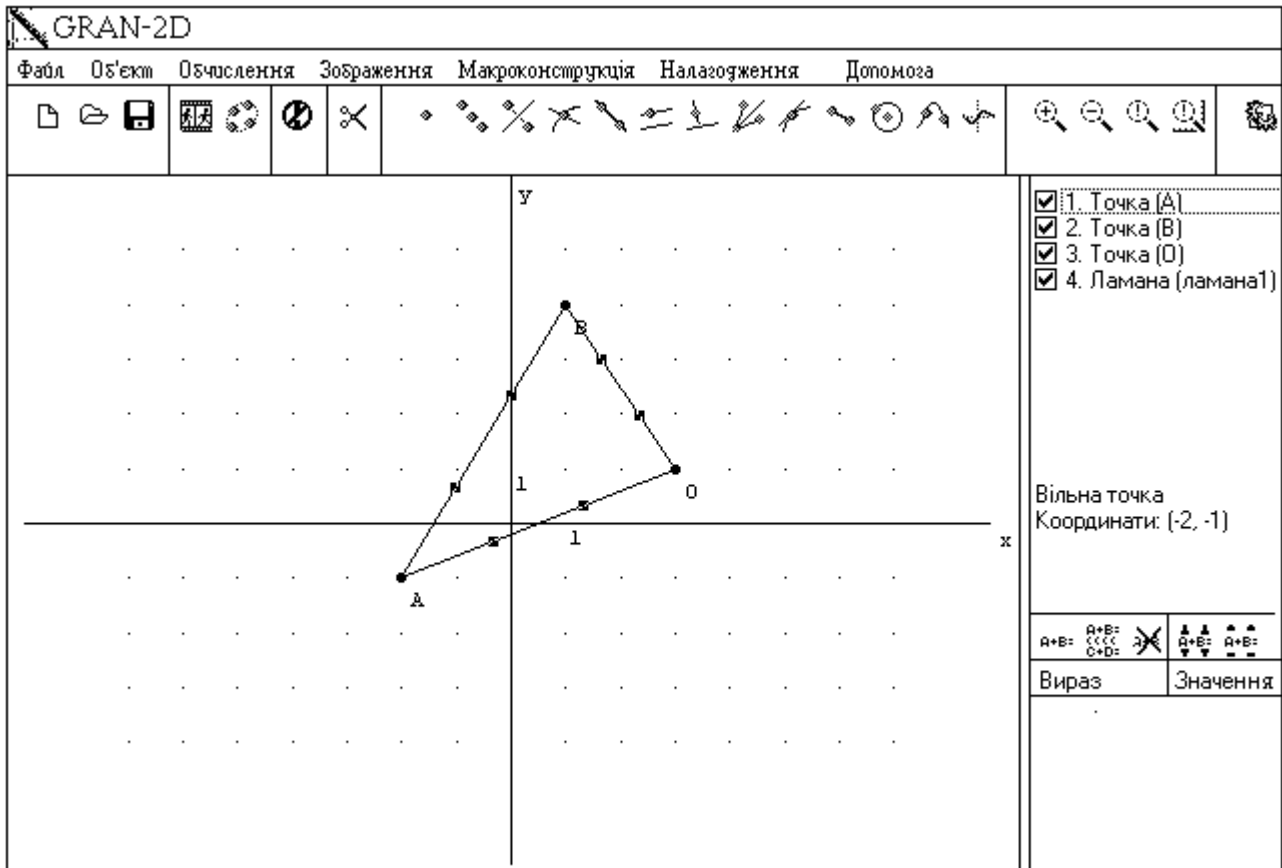 GRAN-2D
Файл Об'єкт Обчислення Зображення Макроконструкція Налагодження Допомога
y
1. Точка (A)
2. Точка (B)
3. Точка (O)
4. Ламана (ламана1)
B
1
O
Вільна точка
Координати: (-2, -1)
1
x
A
A+B= A+B= A+B= A+B=
C+D=
Вираз Значення